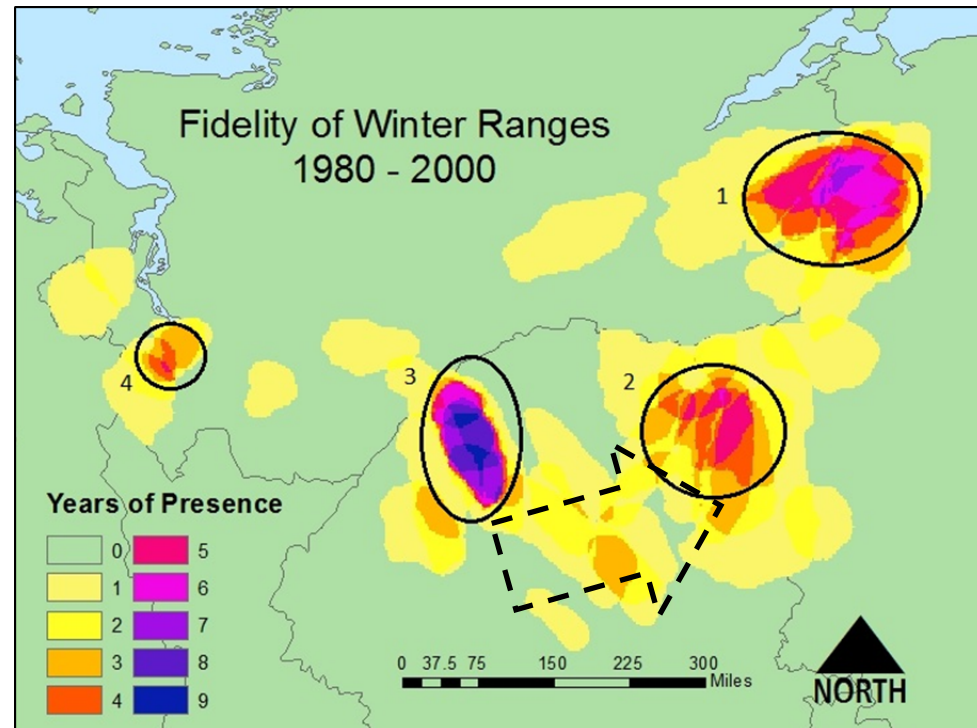 Fidelity of Winter Ranges
1980 - 2000
1
2
3
4
Years of Presence
0 5
1 6
2 7
3 8
4 9
0 37.5 75 150 225 300
Miles
NORTH